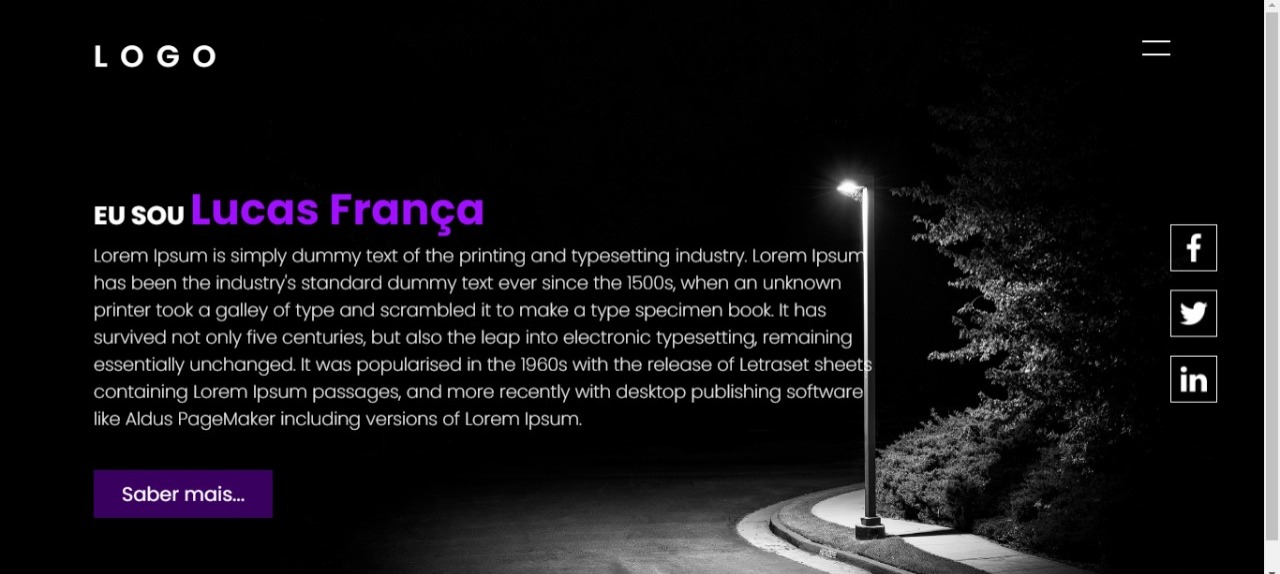 LOGO
EU SOU Lucas França
Lorem Ipsum is simply dummy text of the printing and typesetting industry. Lorem Ipsum
has been the industry's standard dummy text ever since the 1500s, when an unknown
printer took a galley of type and scrambled it to make a type specimen book. It has
survived not only five centuries, but also the leap into electronic typesetting, remaining
essentially unchanged. It was popularised in the 1960s with the release of Letraset sheets
containing Lorem Ipsum passages, and more recently with desktop publishing software
like Aldus PageMaker including versions of Lorem Ipsum.
Saber mais...